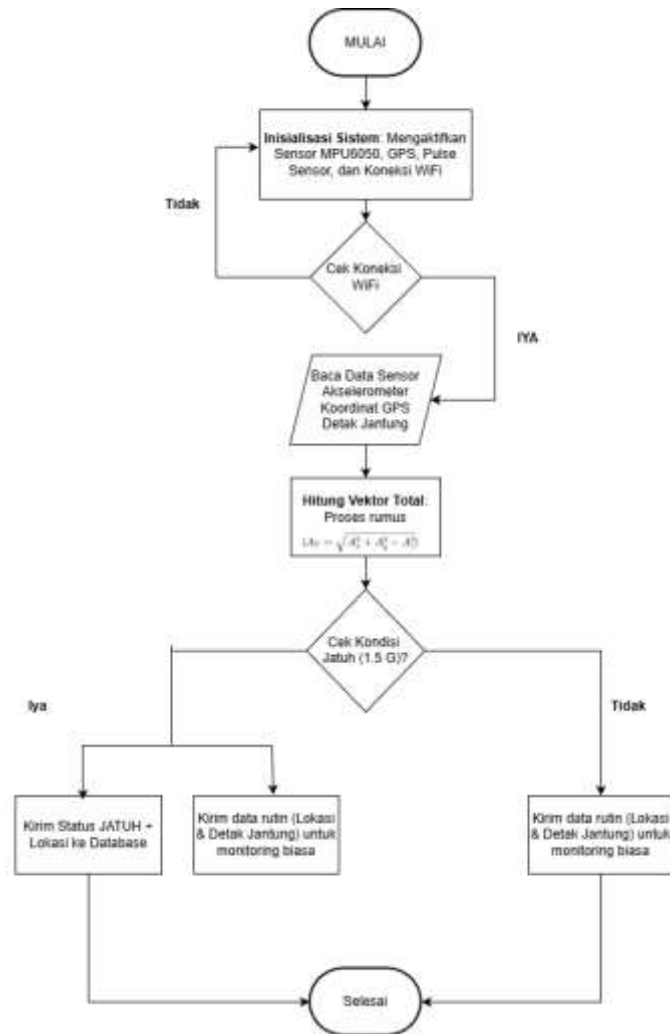 MULAI
Inisialisasi Sistem: Mengaktifkan
Sensor MPU6050, GPS, Pulse
Sensor, dan Koneksi WiFi
Tidak
Cek Koneksi
WiFi
IYA
Baca Data Sensor
Akselerometer
Koordinat GPS
Detak Jantung
Hitung Vektor Total:
Proses rumus
Cek Kondisi
Jatuh (1.5 G)?
Iya
Tidak
Kirim Status JATUH +
Lokasi ke Database
Kirim data rutin (Lokasi
& Detak Jantung) untuk
monitoring biasa
Kirim data rutin (Lokasi
& Detak Jantung) untuk
monitoring biasa
Selesai